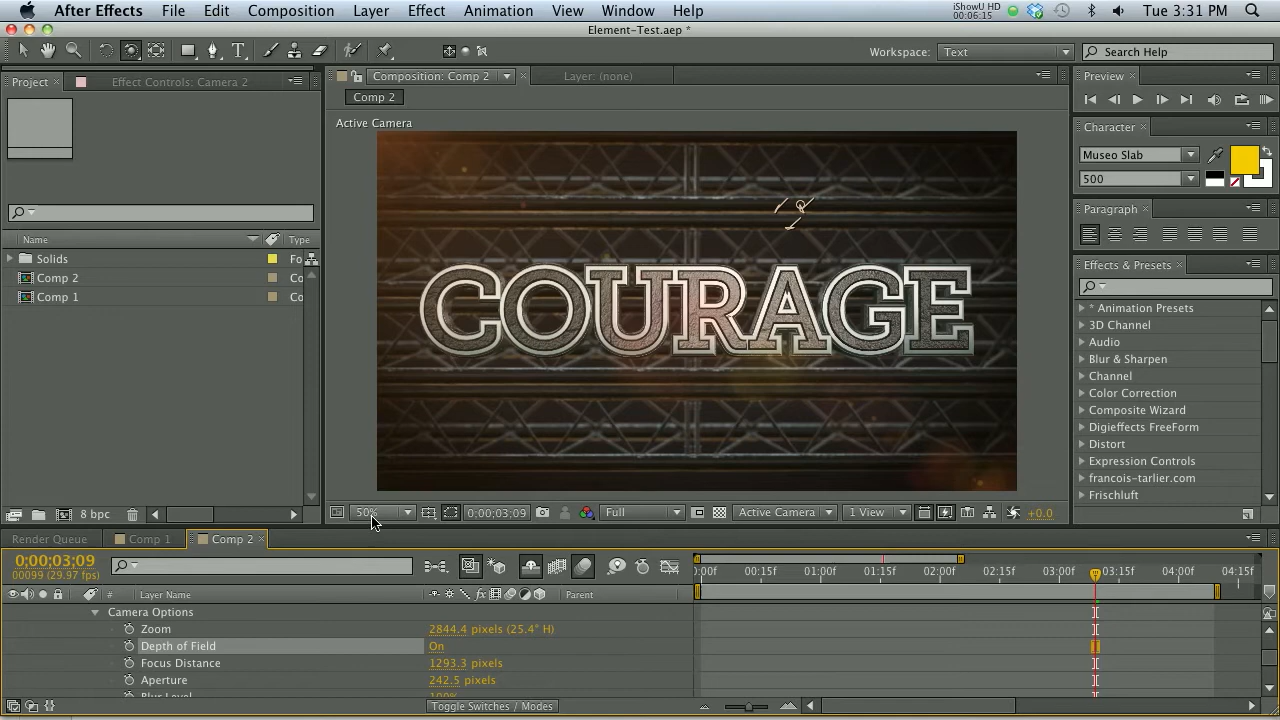 After Effects File Edit Composition Layer Effect Animation View Window Help iShowU HD 00:06:15 Tue 3:31 PM
Element-Test.aep *
Workspace: Text Search Help
Project Effect Controls: Camera 2 Composition: Comp 2 Layer: (none) Preview
Comp 2
Active Camera
Character
Museo Slab
500
Paragraph
Name Type
Effects & Presets
Solids Fo
Comp 2 Co
Comp 1 Co
COURAGE
* Animation Presets
3D Channel
Audio
Blur & Sharpen
Channel
Color Correction
Composite Wizard
Digieffects FreeForm
Distort
Expression Controls
francois-tarlier.com
Frischluft
8 bpc 50% 0;00;03;09 Full Active Camera 1 View +0.0
Render Queue Comp 1 Comp 2
0;00;03;09
00099 (29.97 fps)
:00f 00:15f 01:00f 01:15f 02:00f 02:15f 03:00f 03:15f 04:00f 04:15f
# Layer Name Parent
Camera Options
Zoom 2844.4 pixels (25.4° H)
Depth of Field On
Focus Distance 1293.3 pixels
Aperture 242.5 pixels
Blur Level 100%
Toggle Switches / Modes